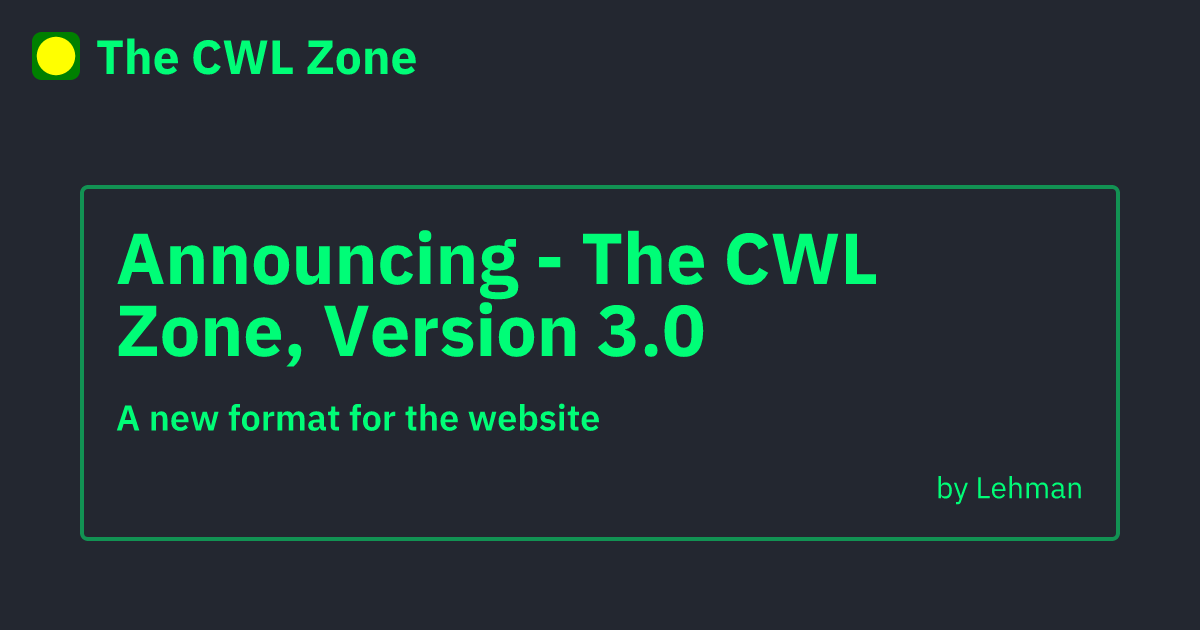 The CWL Zone
Announcing - The CWL
Zone, Version 3.0
A new format for the website
by Lehman